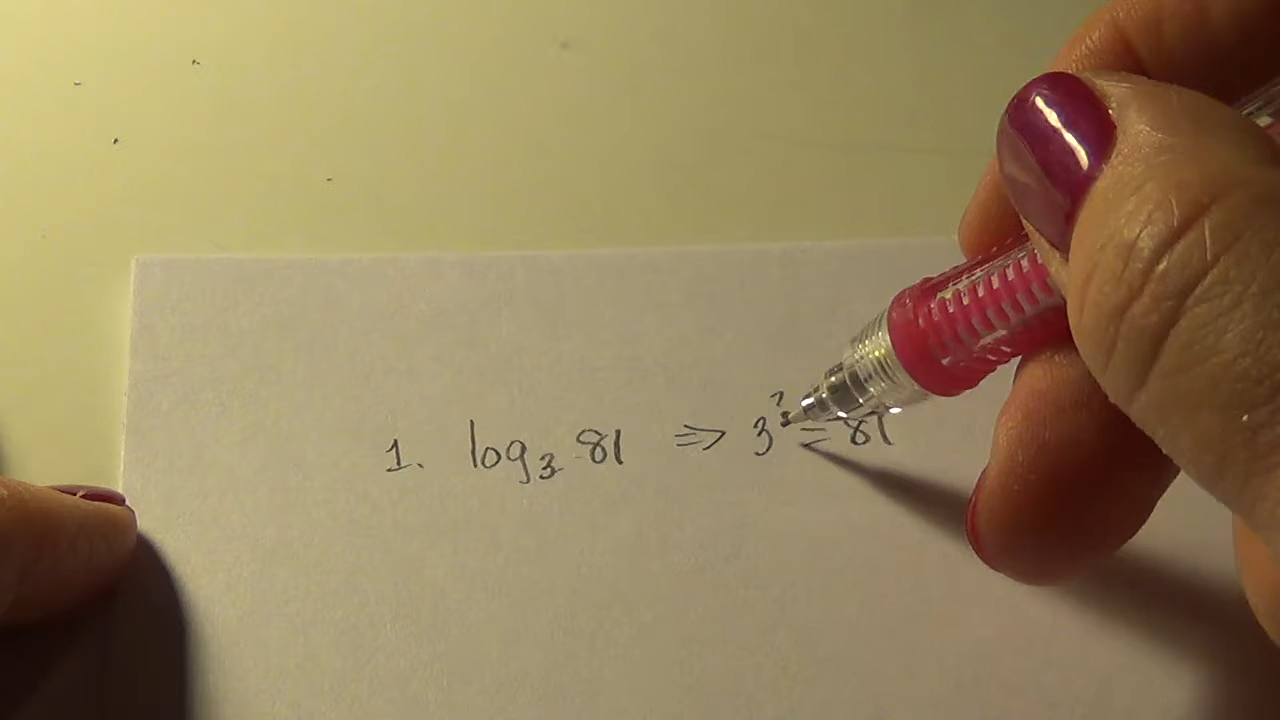 1. log₃ 81 ⇒ 3^? = 81